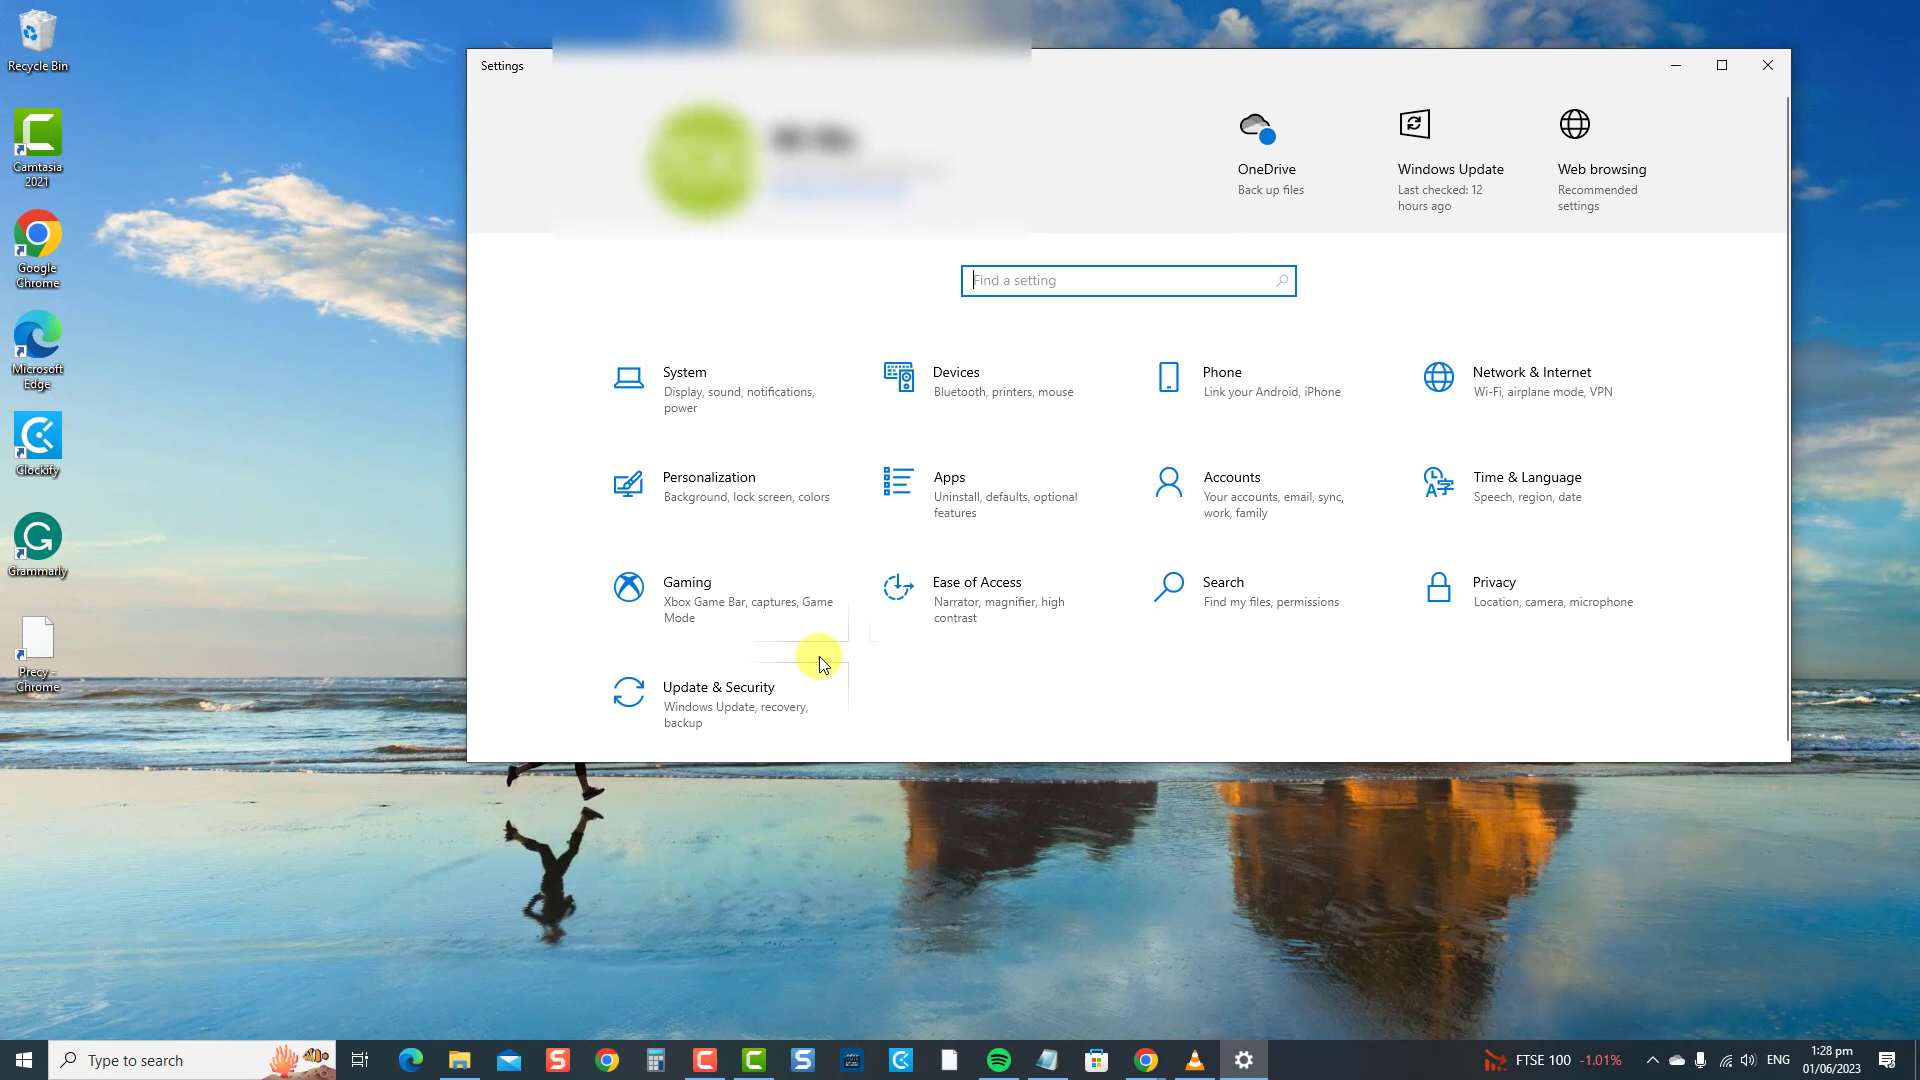 Recycle Bin
Camtasia
2021
Google
Chrome
Microsoft
Edge
Clockify
Grammarly
Precy -
Chrome
Settings
OneDrive
Back up files
Windows Update
Last checked: 12
hours ago
Web browsing
Recommended
settings
Find a setting
System
Display, sound, notifications,
power
Devices
Bluetooth, printers, mouse
Phone
Link your Android, iPhone
Network & Internet
Wi-Fi, airplane mode, VPN
Personalization
Background, lock screen, colors
Apps
Uninstall, defaults, optional
features
Accounts
Your accounts, email, sync,
work, family
Time & Language
Speech, region, date
Gaming
Xbox Game Bar, captures, Game
Mode
Ease of Access
Narrator, magnifier, high
contrast
Search
Find my files, permissions
Privacy
Location, camera, microphone
Update & Security
Windows Update, recovery,
backup
Type to search
FTSE 100 -1.01%
ENG
1:28 pm
01/06/2023